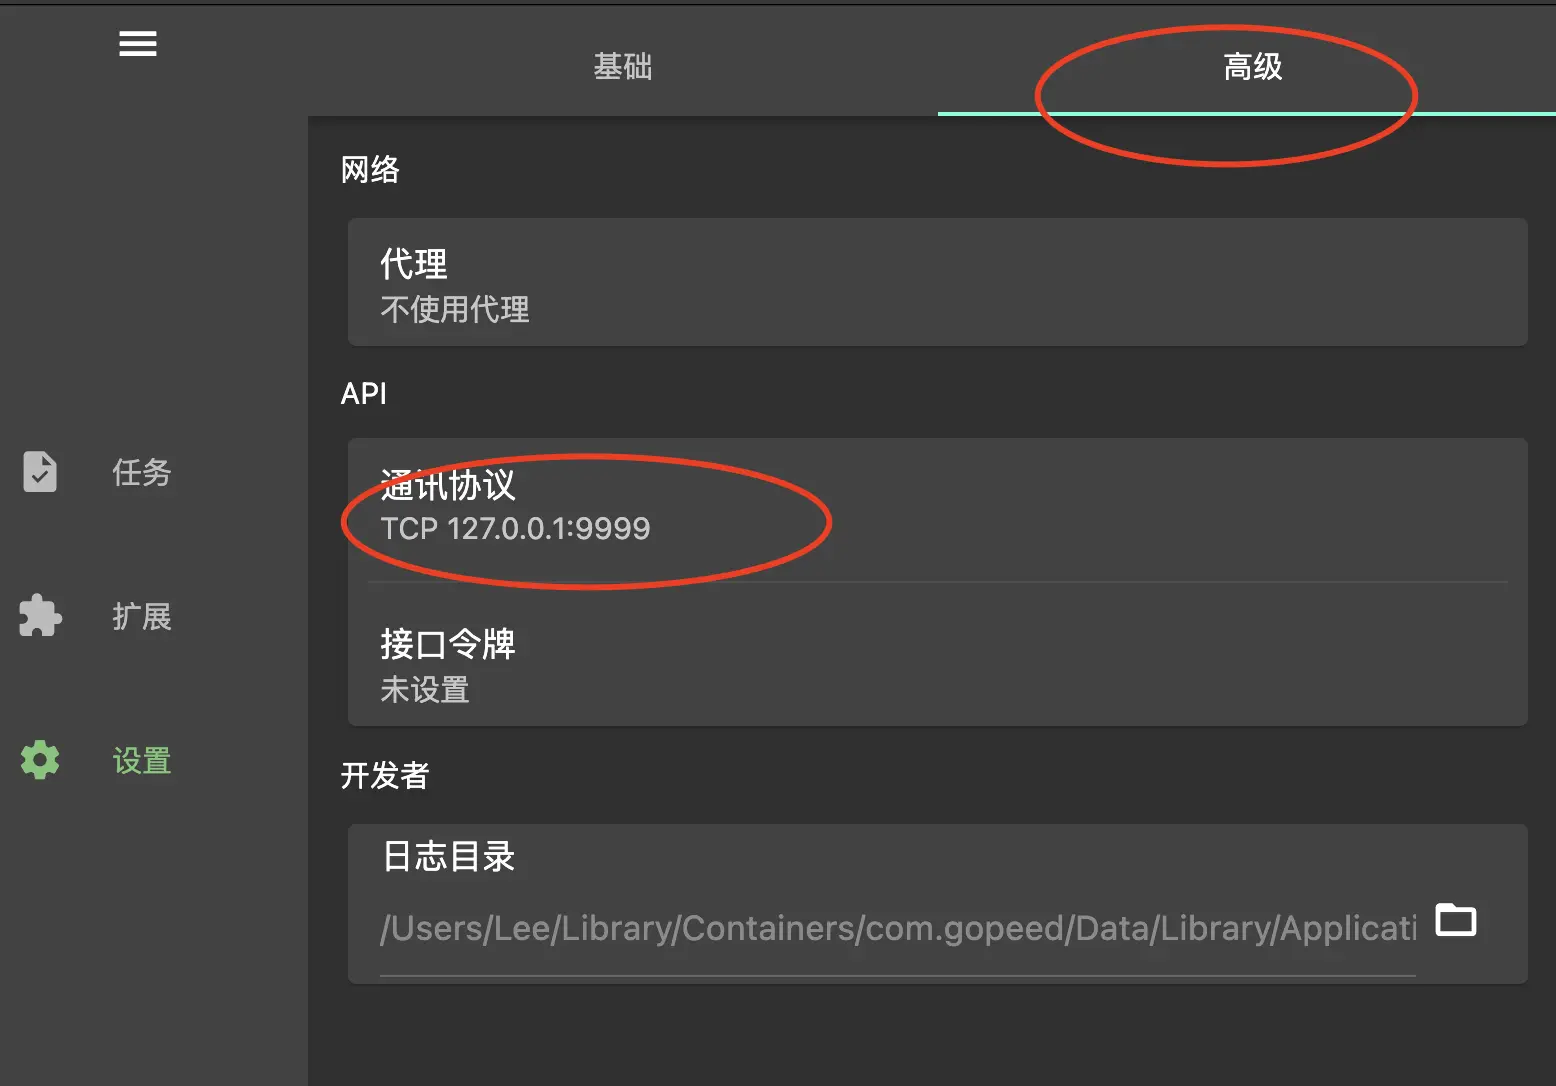 基础
高级
网络
代理
不使用代理
API
通讯协议
TCP 127.0.0.1:9999
接口令牌
未设置
开发者
日志目录
/Users/Lee/Library/Containers/com.gopeed/Data/Library/Applicati
任务
扩展
设置